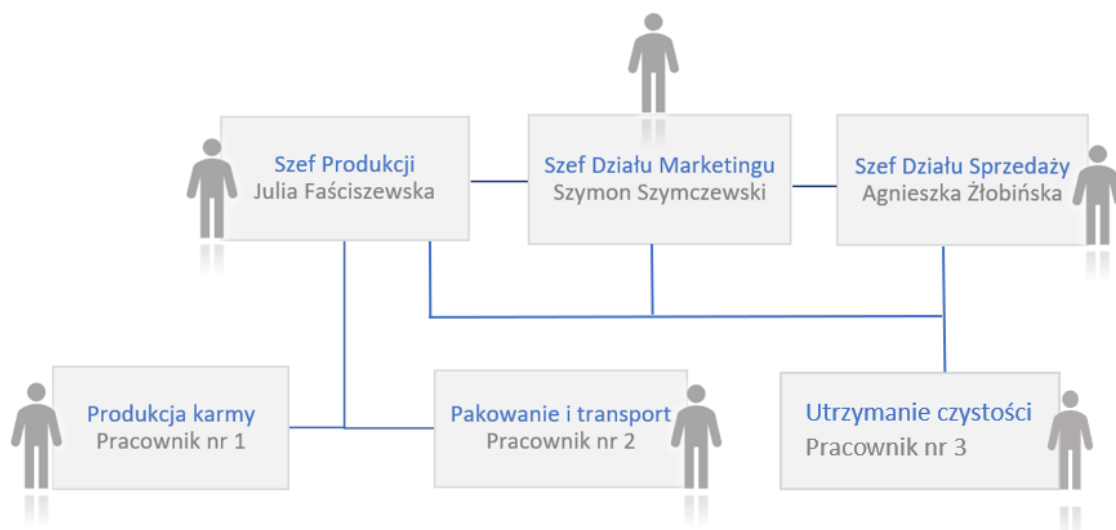 Szef Produkcji
Julia Faściszewska
Szef Działu Marketingu
Szymon Szymczewski
Szef Działu Sprzedaży
Agnieszka Żłobińska
Produkcja karmy
Pracownik nr 1
Pakowanie i transport
Pracownik nr 2
Utrzymanie czystości
Pracownik nr 3